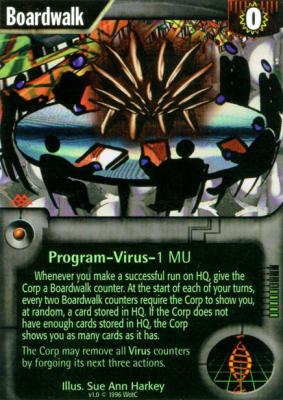 Boardwalk
0
Program-Virus-1 MU
Whenever you make a successful run on HQ, give the
Corp a Boardwalk counter. At the start of each of your turns,
every two Boardwalk counters require the Corp to show you,
at random, a card stored in HQ. If the Corp does not
have enough cards stored in HQ, the Corp
shows you as many cards as it has.
The Corp may remove all Virus counters
by forgoing its next three actions.
Illus. Sue Ann Harkey
v1.0 © 1996 WotC